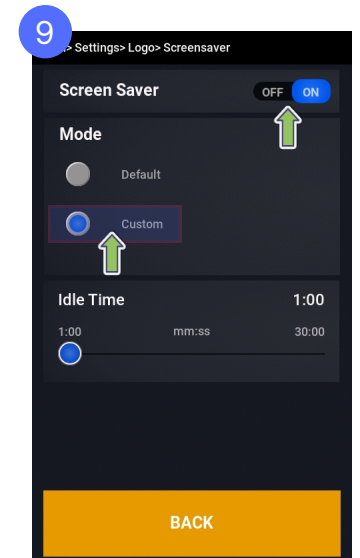 9
> Settings> Logo> Screensaver
Screen Saver
OFF ON
Mode
Default
Custom
Idle Time 1:00
1:00 mm:ss 30:00
BACK